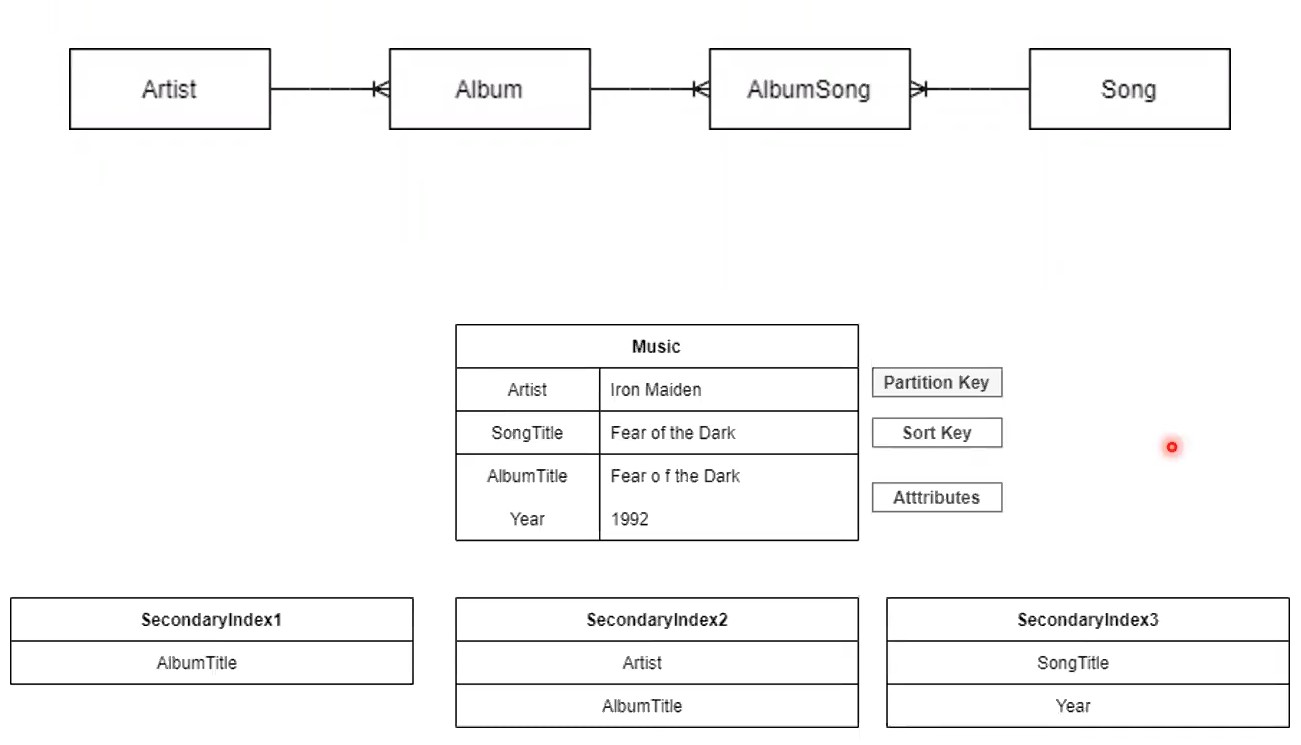 Artist
Album
AlbumSong
Song
Music
Artist
Iron Maiden
Partition Key
SongTitle
Fear of the Dark
Sort Key
AlbumTitle
Fear o f the Dark
Atttributes
Year
1992
SecondaryIndex1
AlbumTitle
SecondaryIndex2
Artist
AlbumTitle
SecondaryIndex3
SongTitle
Year